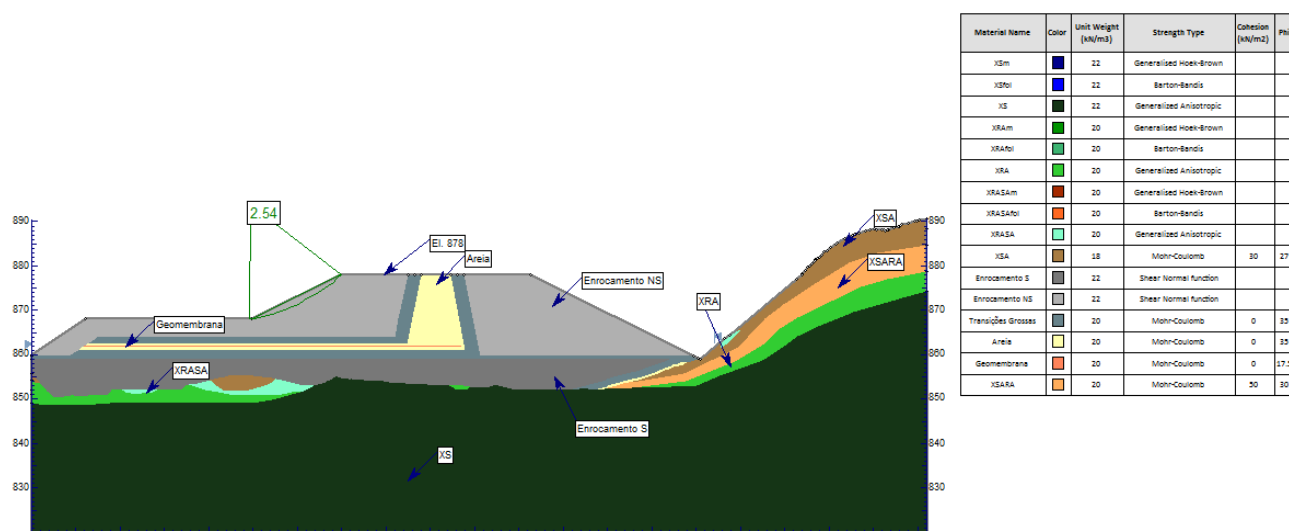 Material Name Color Unit Weight (kN/m3) Strength Type Cohesion (kN/m2) Phi
XSm 22 Generalised Hoek-Brown
XSfol 22 Barton-Bandis
XS 22 Generalized Anisotropic
XRAm 20 Generalised Hoek-Brown
XRAfol 20 Barton-Bandis
XRA 20 Generalized Anisotropic
XRASAm 20 Generalised Hoek-Brown
XRASAfol 20 Barton-Bandis
XRASA 20 Generalized Anisotropic
XSA 18 Mohr-Coulomb 30 27
Enrocamento S 22 Shear Normal function
Enrocamento NS 22 Shear Normal function
Transições Grossas 20 Mohr-Coulomb 0 35
Areia 20 Mohr-Coulomb 0 35
Geomembrana 20 Mohr-Coulomb 0
XSARA 20 Mohr-Coulomb 50 30
2.54
XSA
890 890
El. 878
Areia
XSARA
880 880
Enrocamento NS
XRA
870 870
Geomembrana
860 860
XRASA
850 850
Enrocamento S
840 840
XS
830 830